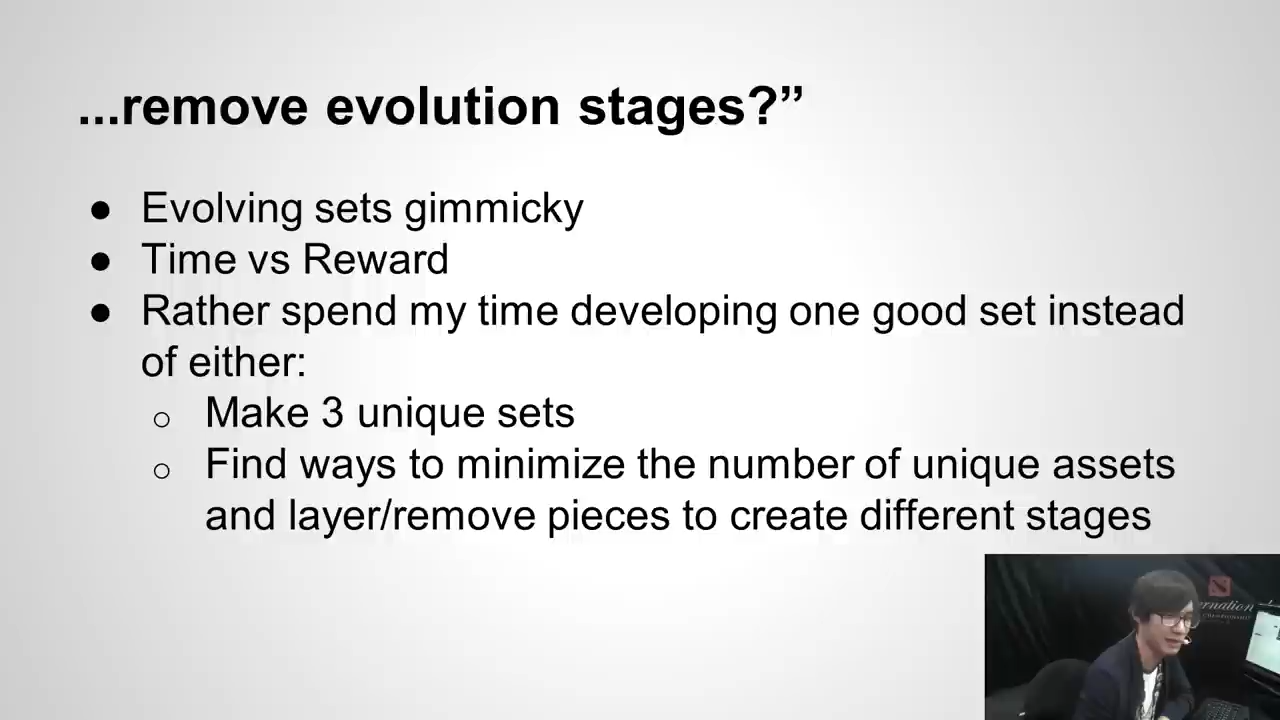 ...remove evolution stages?”
● Evolving sets gimmicky
● Time vs Reward
● Rather spend my time developing one good set instead
of either:
○ Make 3 unique sets
○ Find ways to minimize the number of unique assets
and layer/remove pieces to create different stages
ernation